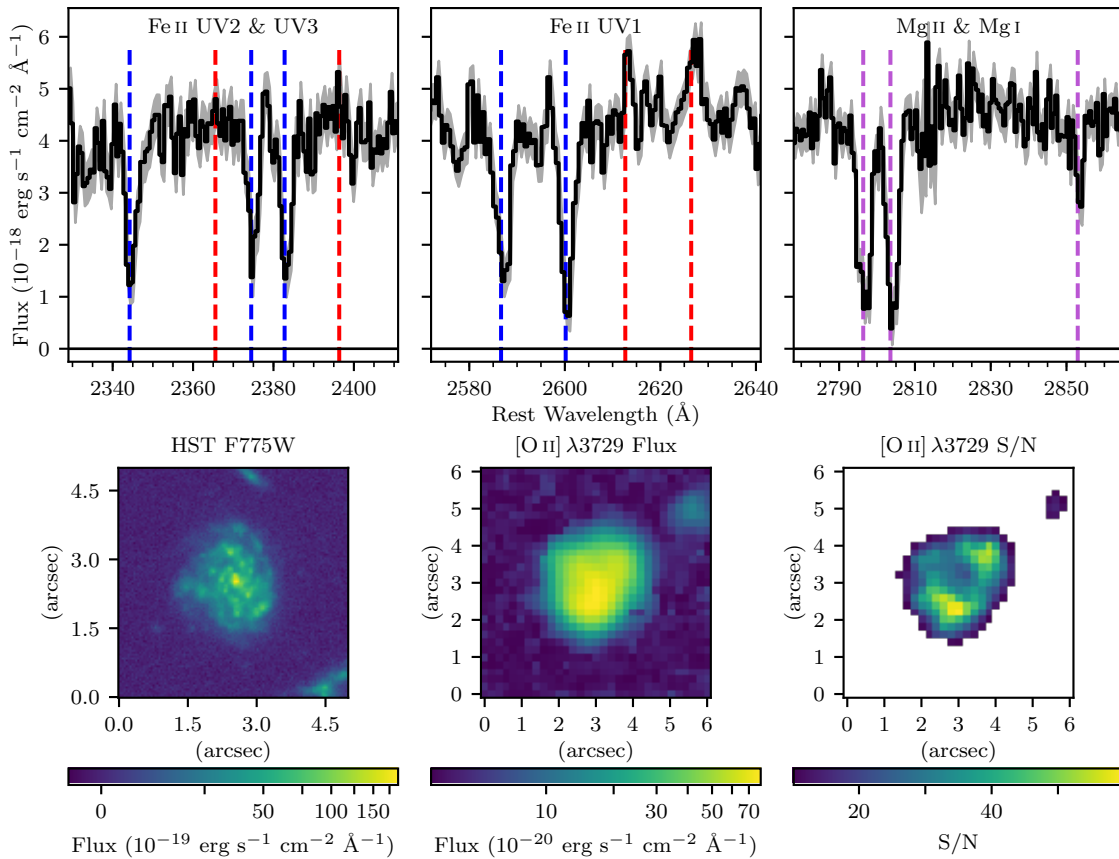 Fe II UV2 & UV3 Fe II UV1 Mg II & Mg I
Flux (10⁻¹⁸ erg s⁻¹ cm⁻² Å⁻¹)
6
5
4
3
2
1
0
2340 2360 2380 2400 2580 2600 2620 2640 2790 2810 2830 2850
Rest Wavelength (Å)
HST F775W [O II] λ3729 Flux [O II] λ3729 S/N
(arcsec)
4.5
3.0
1.5
0.0
0.0 1.5 3.0 4.5
(arcsec)
(arcsec)
6
5
4
3
2
1
0
0 1 2 3 4 5 6
(arcsec)
(arcsec)
6
5
4
3
2
1
0
0 1 2 3 4 5 6
(arcsec)
0 50 100 150
Flux (10⁻¹⁹ erg s⁻¹ cm⁻² Å⁻¹)
10 30 50 70
Flux (10⁻²⁰ erg s⁻¹ cm⁻² Å⁻¹)
20 40
S/N